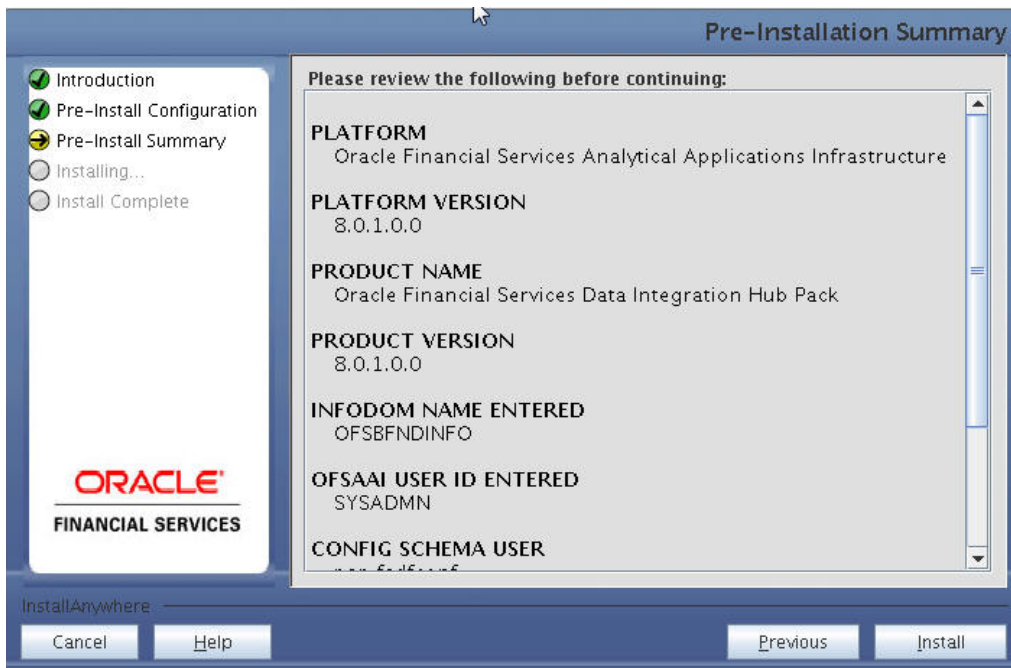 Pre-Installation Summary
Introduction
Pre-Install Configuration
Pre-Install Summary
Installing...
Install Complete
ORACLE
FINANCIAL SERVICES
Please review the following before continuing:
PLATFORM
Oracle Financial Services Analytical Applications Infrastructure
PLATFORM VERSION
8.0.1.0.0
PRODUCT NAME
Oracle Financial Services Data Integration Hub Pack
PRODUCT VERSION
8.0.1.0.0
INFODOM NAME ENTERED
OFSBFNDINFO
OFSAAI USER ID ENTERED
SYSADMN
CONFIG SCHEMA USER
InstallAnywhere
Cancel
Help
Previous
Install